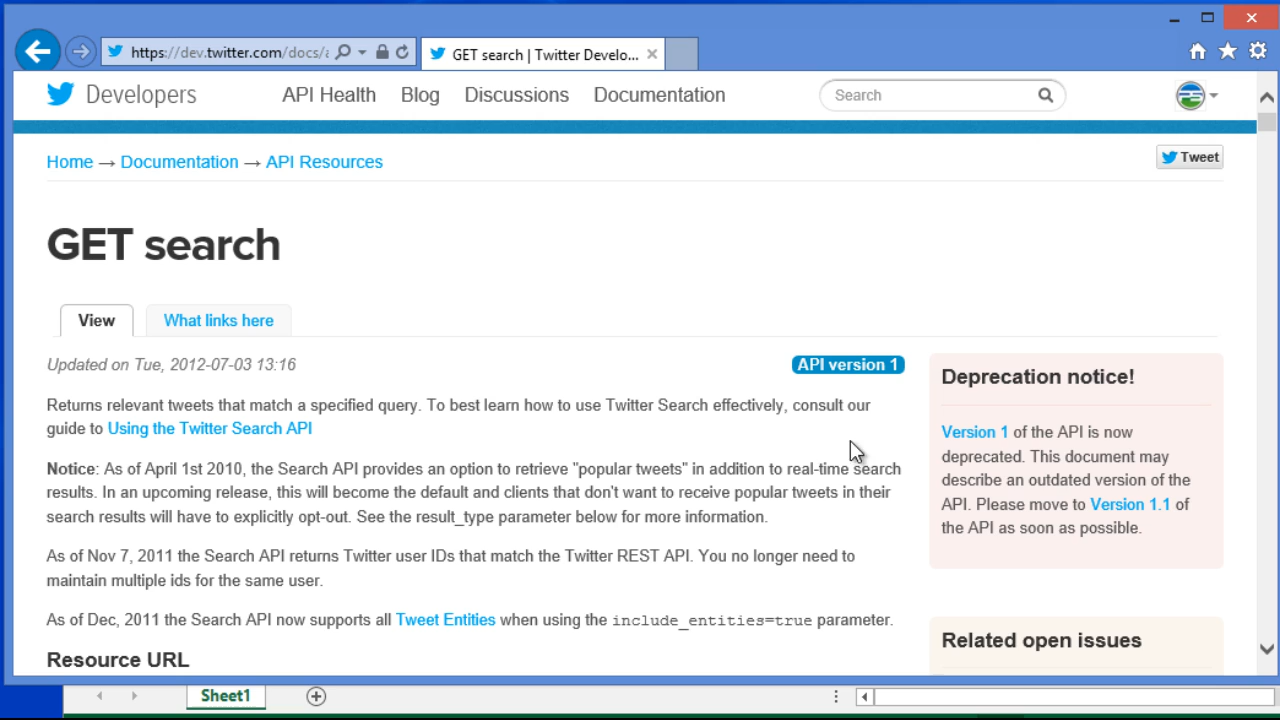 https://dev.twitter.com/docs/a
GET search | Twitter Develo...
Developers
API Health
Blog
Discussions
Documentation
Search
Home → Documentation → API Resources
Tweet
GET search
View
What links here
Updated on Tue, 2012-07-03 13:16
API version 1
Returns relevant tweets that match a specified query. To best learn how to use Twitter Search effectively, consult our
guide to Using the Twitter Search API
Notice: As of April 1st 2010, the Search API provides an option to retrieve "popular tweets" in addition to real-time search
results. In an upcoming release, this will become the default and clients that don't want to receive popular tweets in their
search results will have to explicitly opt-out. See the result_type parameter below for more information.
As of Nov 7, 2011 the Search API returns Twitter user IDs that match the Twitter REST API. You no longer need to
maintain multiple ids for the same user.
As of Dec, 2011 the Search API now supports all Tweet Entities when using the include_entities=true parameter.
Resource URL
Deprecation notice!
Version 1 of the API is now
deprecated. This document may
describe an outdated version of the
API. Please move to Version 1.1 of
the API as soon as possible.
Related open issues
Sheet1